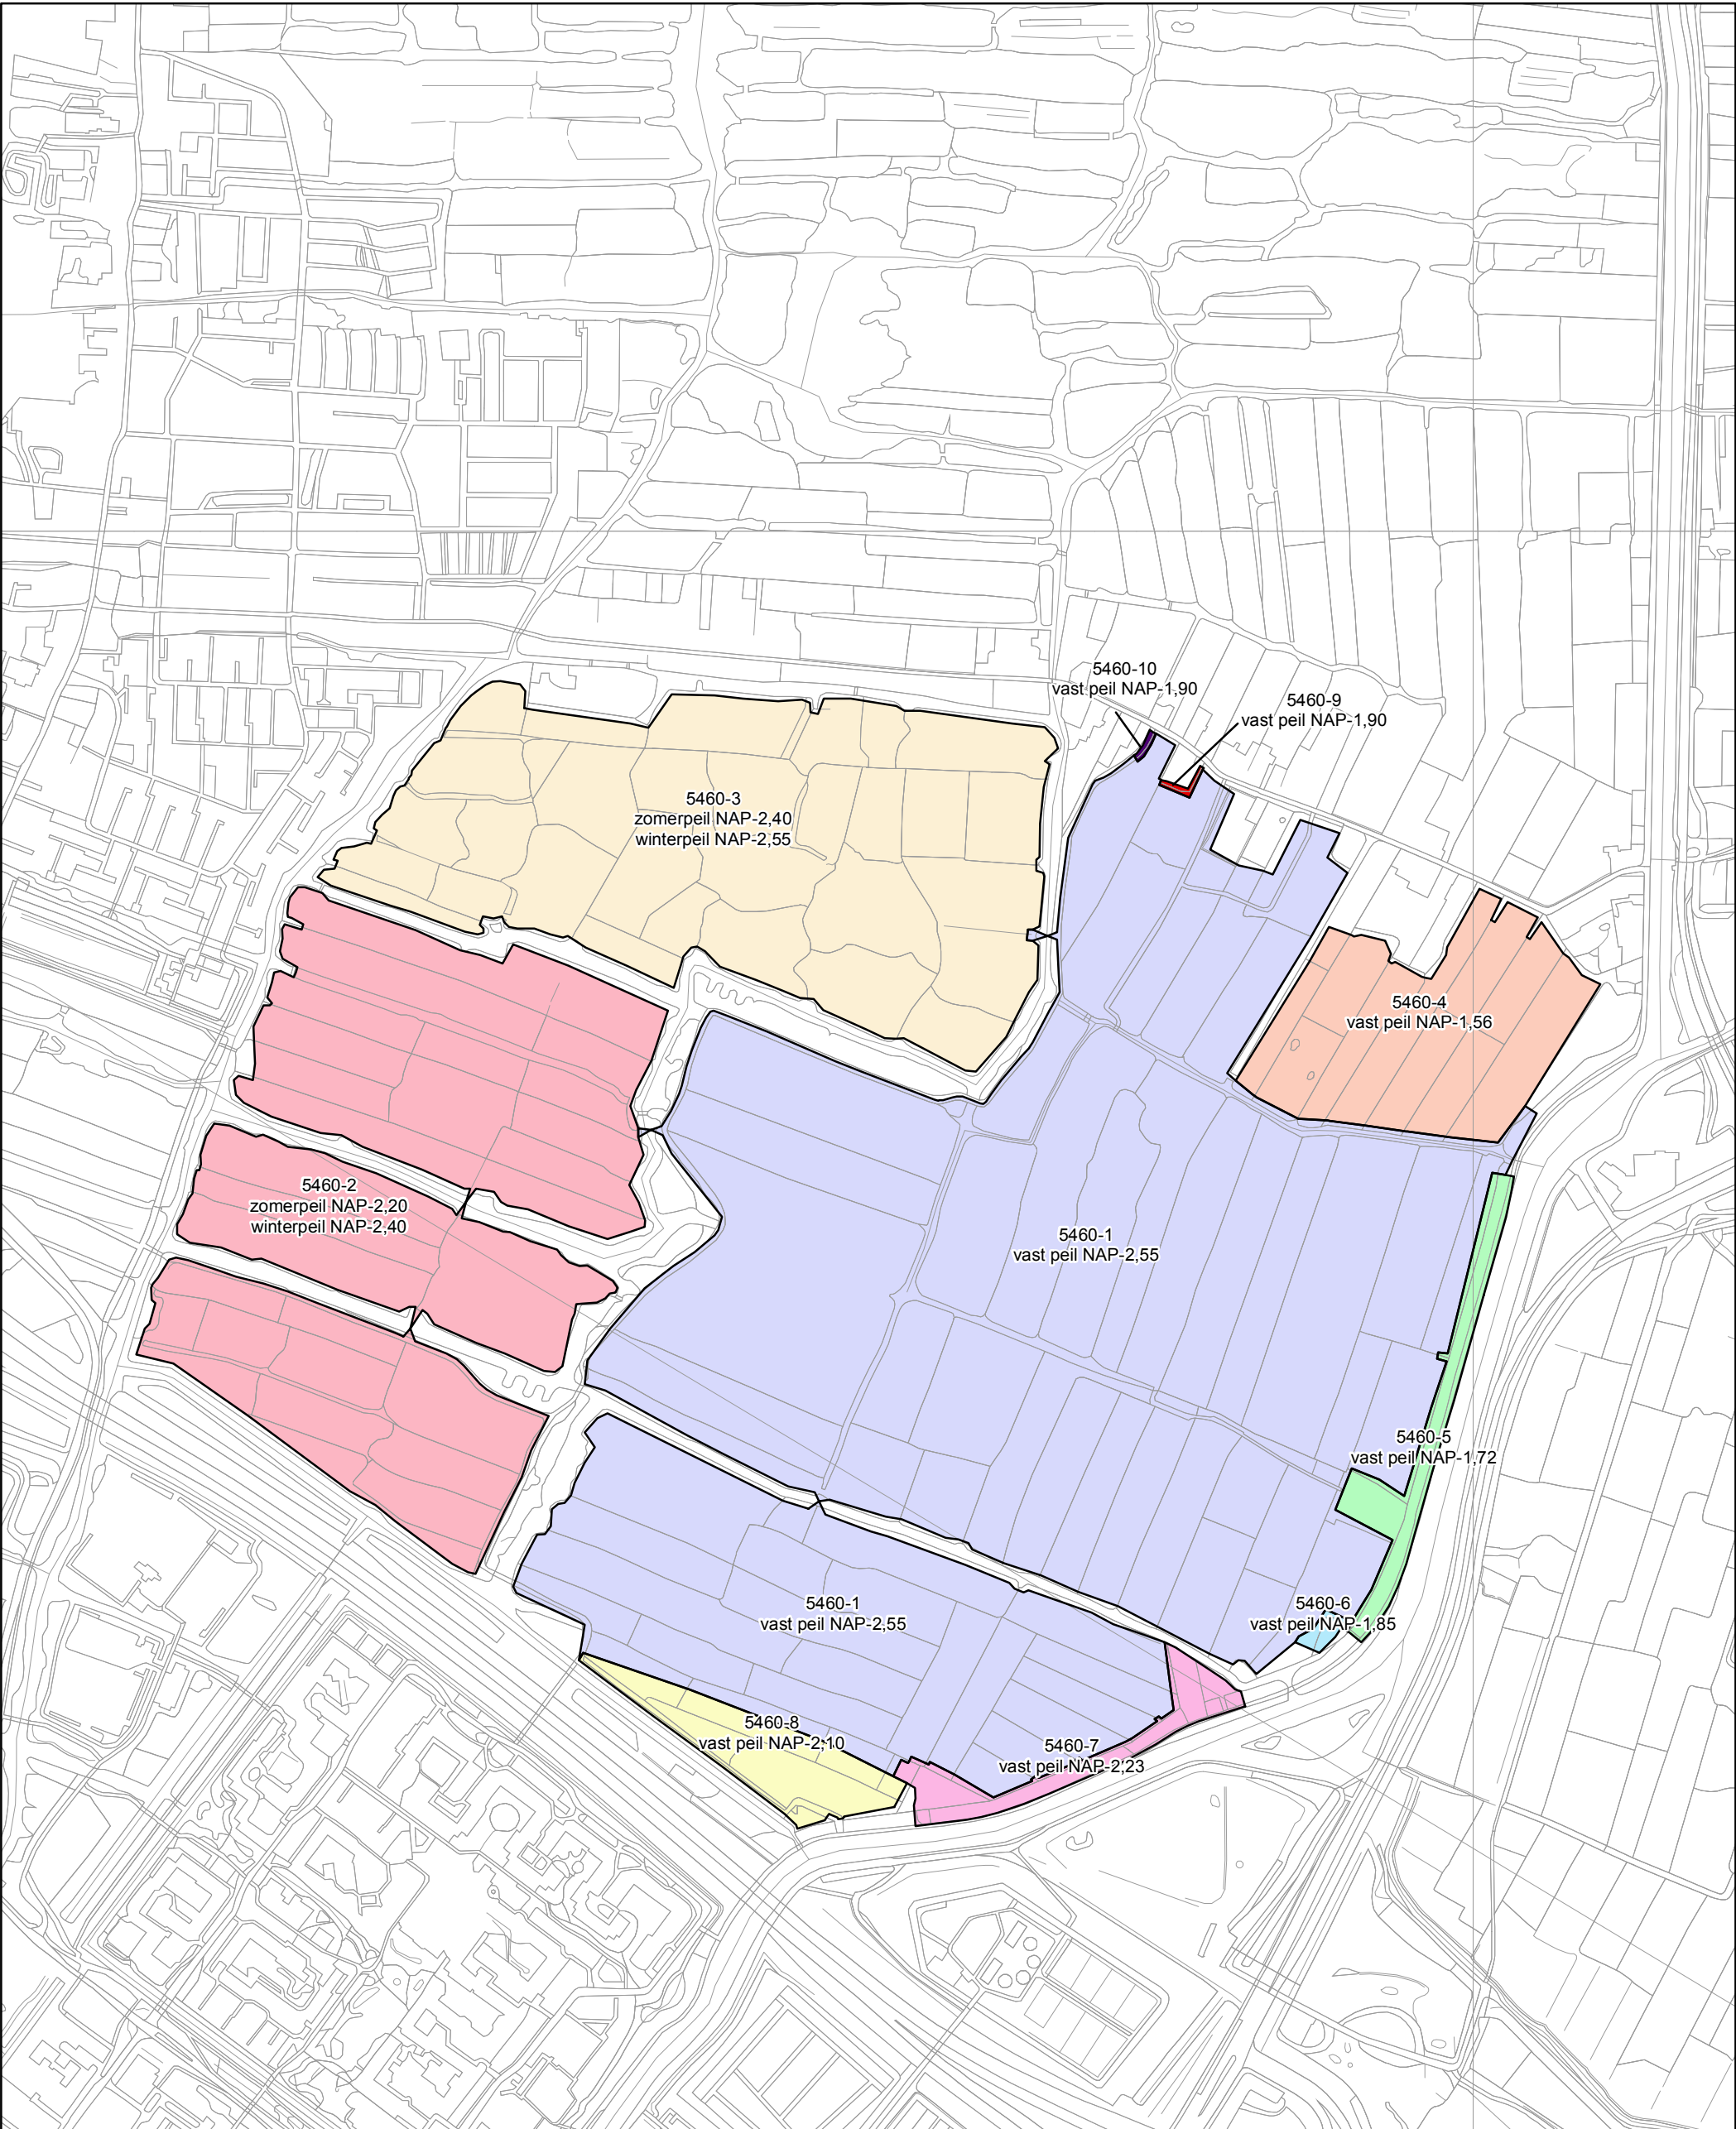 5460-10
vast peil NAP-1,90
5460-9
vast peil NAP-1,90
5460-3
zomerpeil NAP-2,40
winterpeil NAP-2,55
5460-4
vast peil NAP-1,56
5460-2
zomerpeil NAP-2,20
winterpeil NAP-2,40
5460-1
vast peil NAP-2,55
5460-5
vast peil NAP-1,72
5460-1
vast peil NAP-2,55
5460-6
vast peil NAP-1,85
5460-8
vast peil NAP-2,10
5460-7
vast peil NAP-2,23